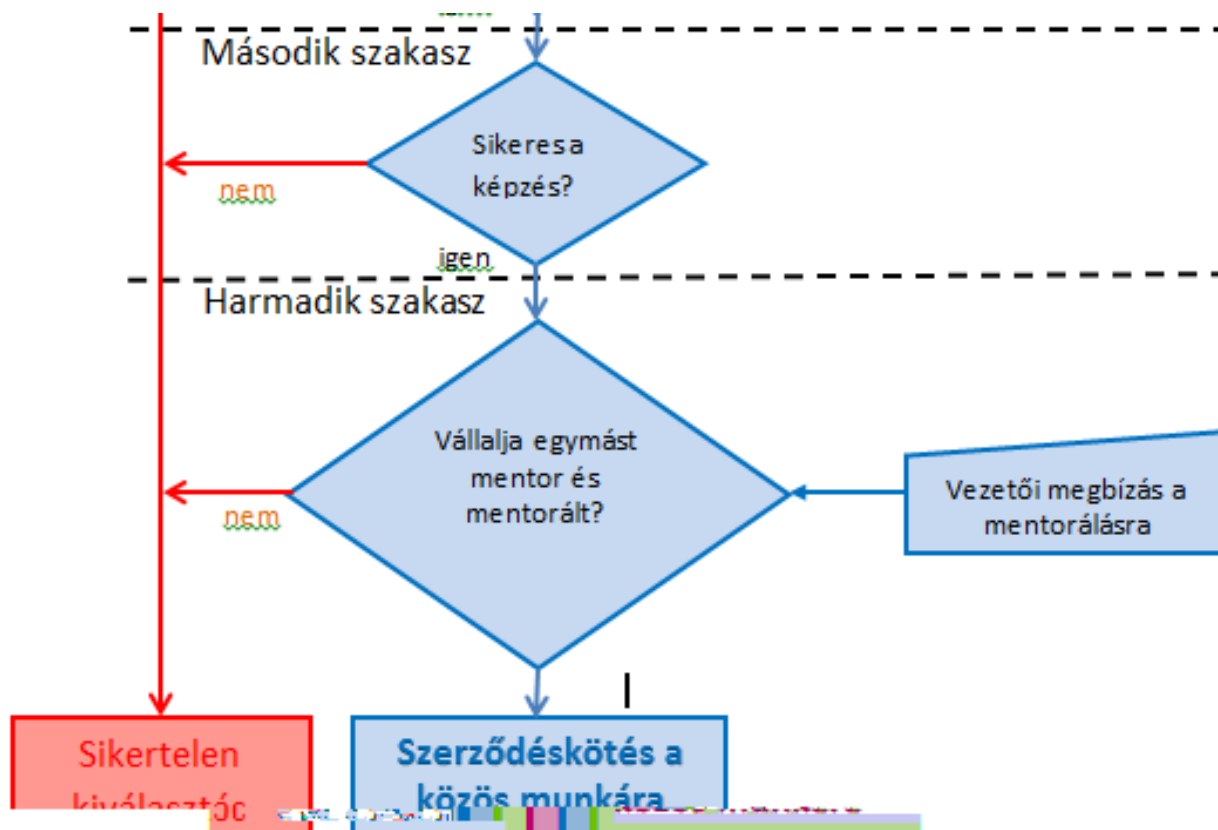 Második szakasz
Sikeres a
képzés?
nem
igen
Harmadik szakasz
Vállalja egymást
mentor és
mentorált?
nem
Vezetői megbízás a
mentorálásra
Sikertelen
Szerződéskötés a
közös munkára